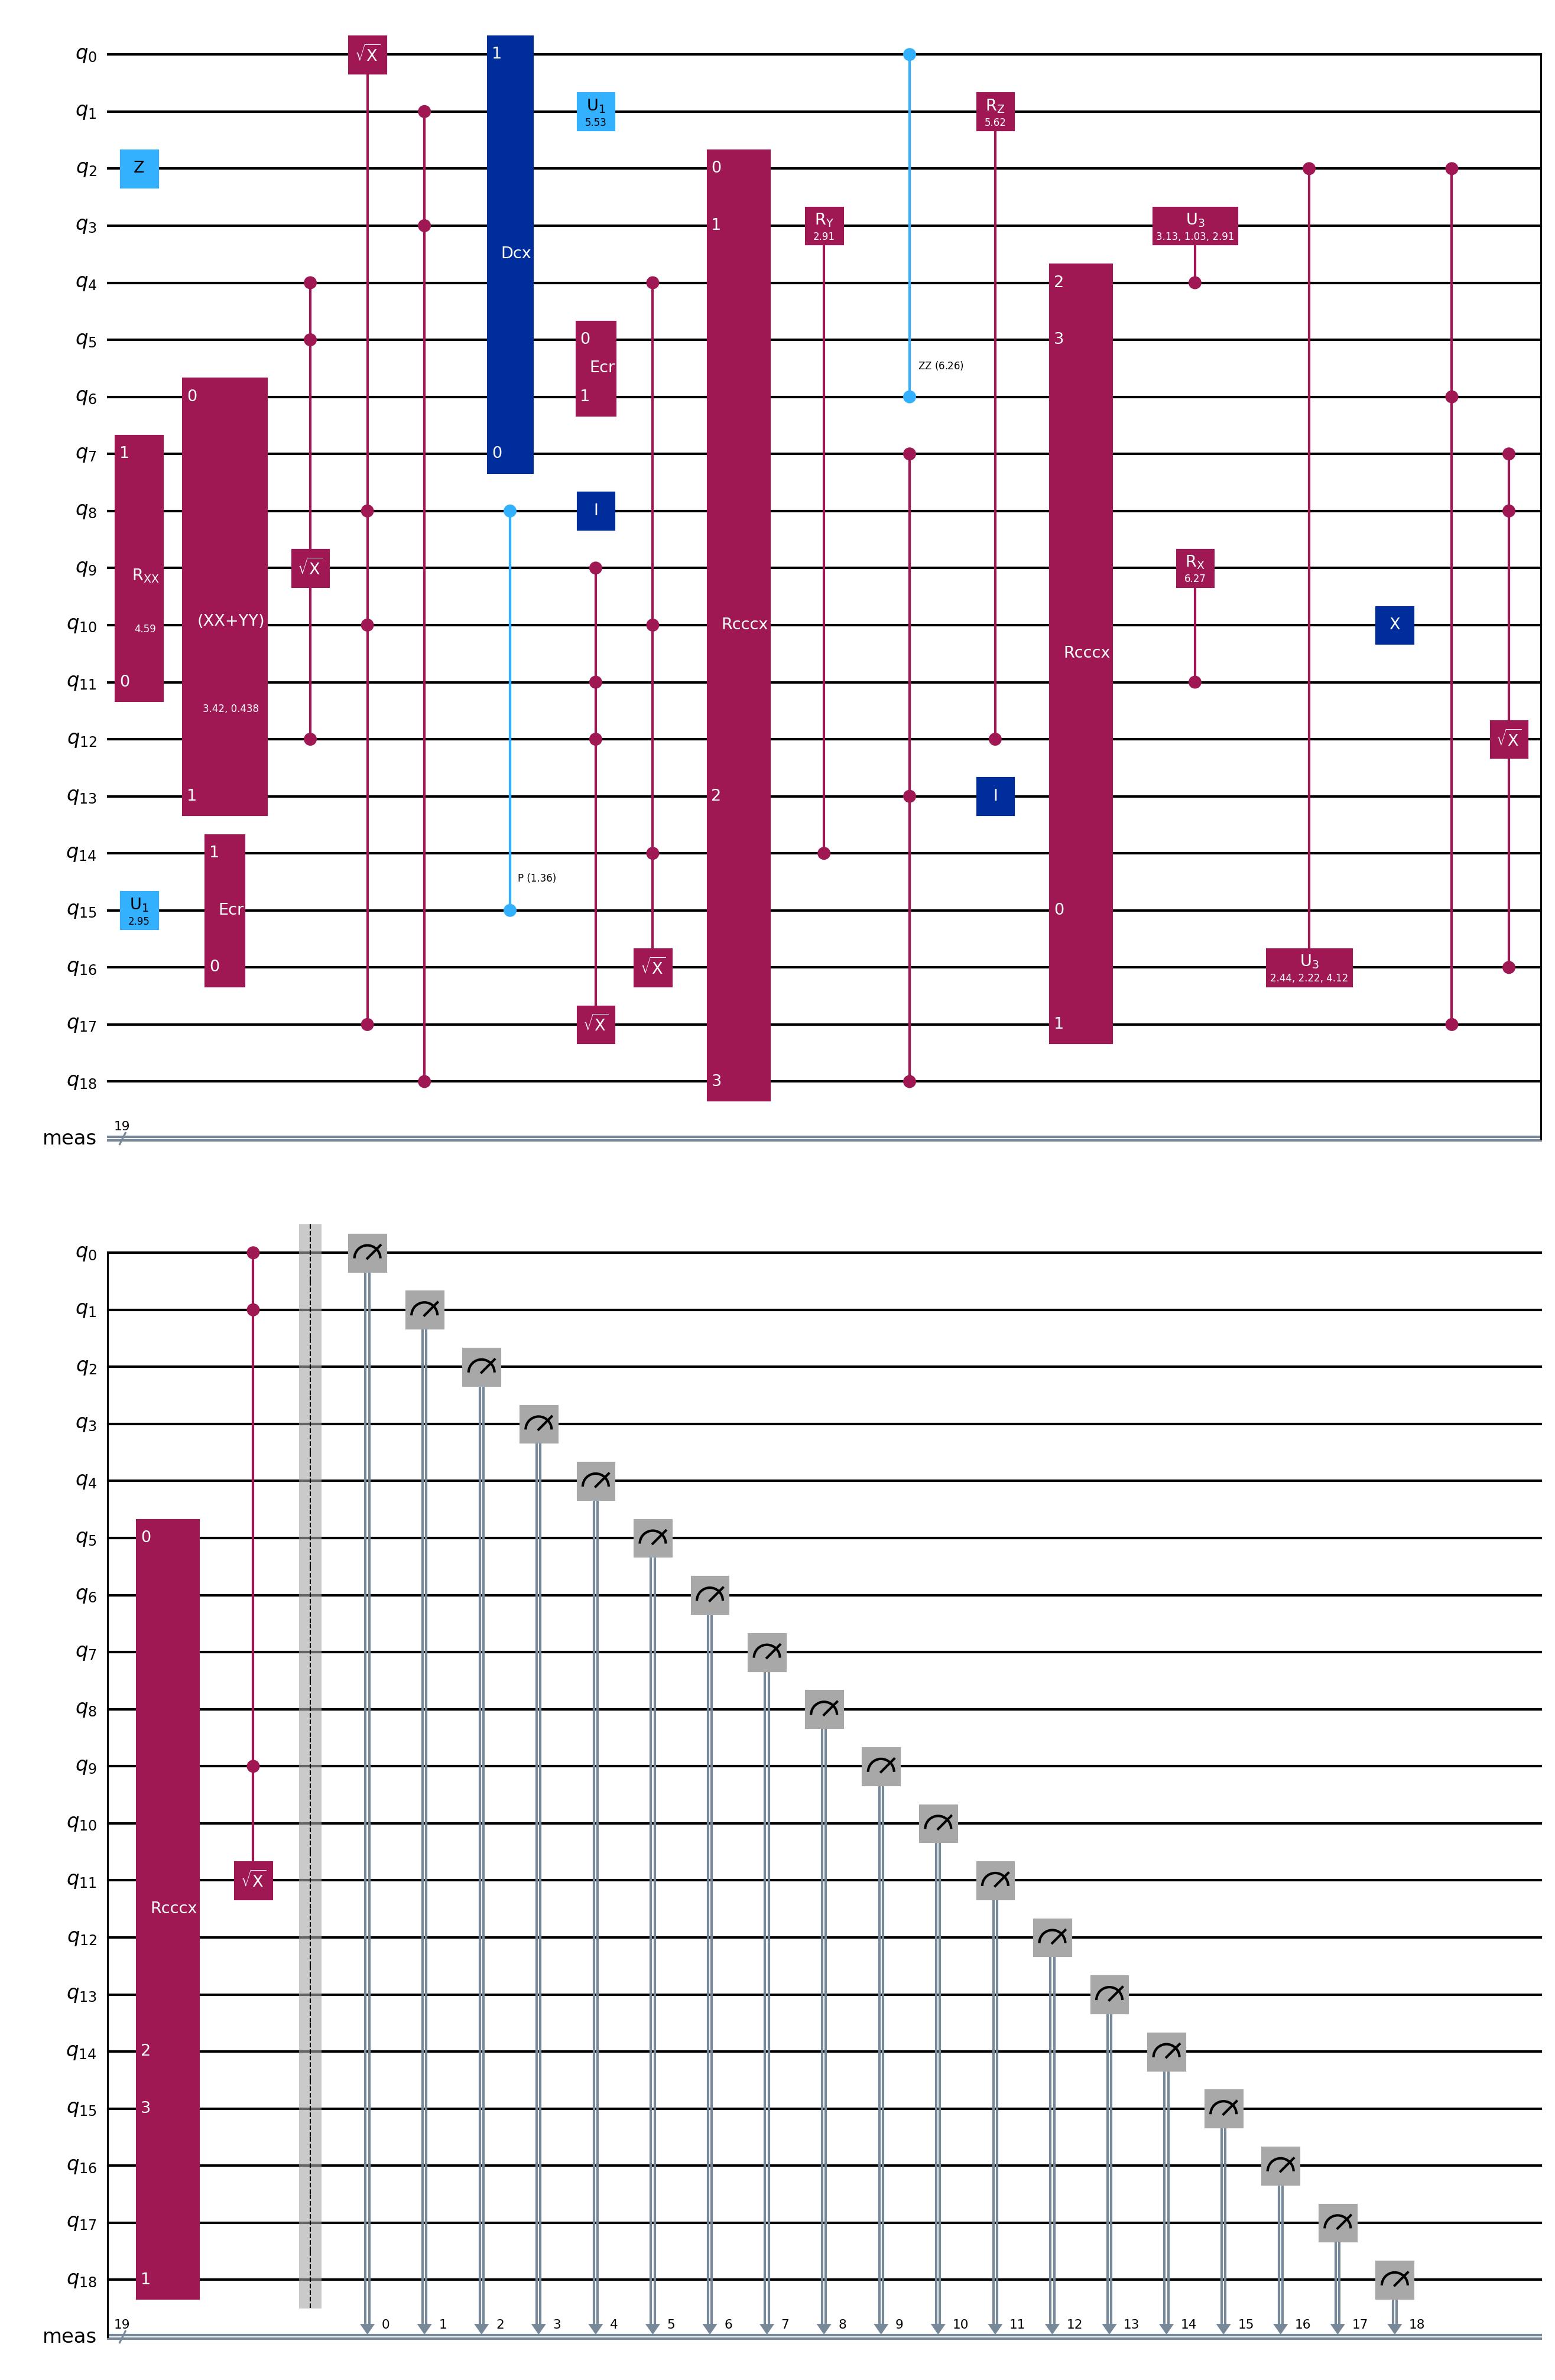 q0 √X 1
q1 U1 5.53 RZ 5.62
q2 Z 0
q3 1 RY 2.91 U3 3.13, 1.03, 2.91
q4 2
q5 0 Ecr 3
q6 0 1 ZZ (6.26)
q7 1 0
Dcx
q8 I
q9 √X RX 6.27
RXX 4.59
(XX+YY) 3.42, 0.438
q10 Rcccx X
Rcccx
q11 0
q12 √X
q13 1 2 I
q14 1
P (1.36)
q15 U1 2.95 Ecr 0
q16 0 √X U3 2.44, 2.22, 4.12
q17 √X 1
q18 3
meas 19
q0
q1
q2
q3
q4
q5 0
q6
q7
q8
q9
q10
q11 √X
Rcccx
q12
q13
q14 2
q15 3
q16
q17
q18 1
meas 19 0 1 2 3 4 5 6 7 8 9 10 11 12 13 14 15 16 17 18